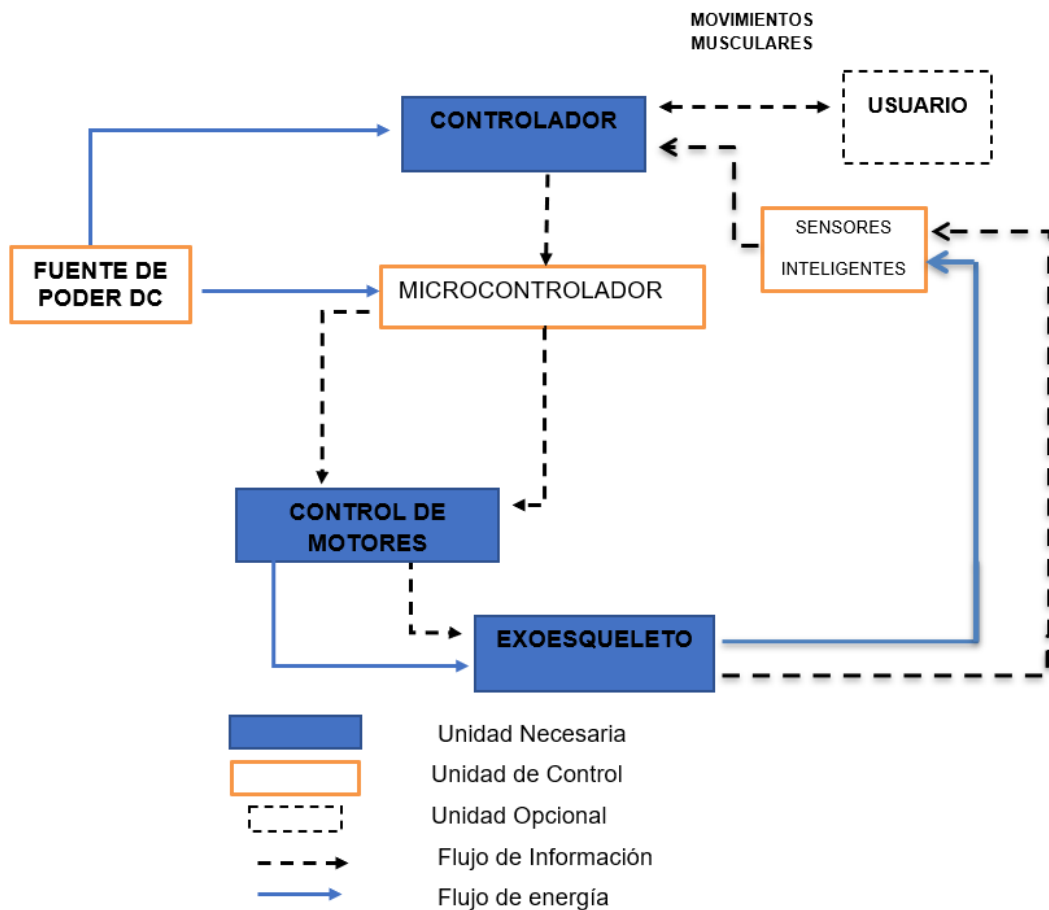 MOVIMIENTOS
MUSCULARES
CONTROLADOR
USUARIO
SENSORES
INTELIGENTES
FUENTE DE
PODER DC
MICROCONTROLADOR
CONTROL DE
MOTORES
EXOESQUELETO
Unidad Necesaria
Unidad de Control
Unidad Opcional
Flujo de Información
Flujo de energía